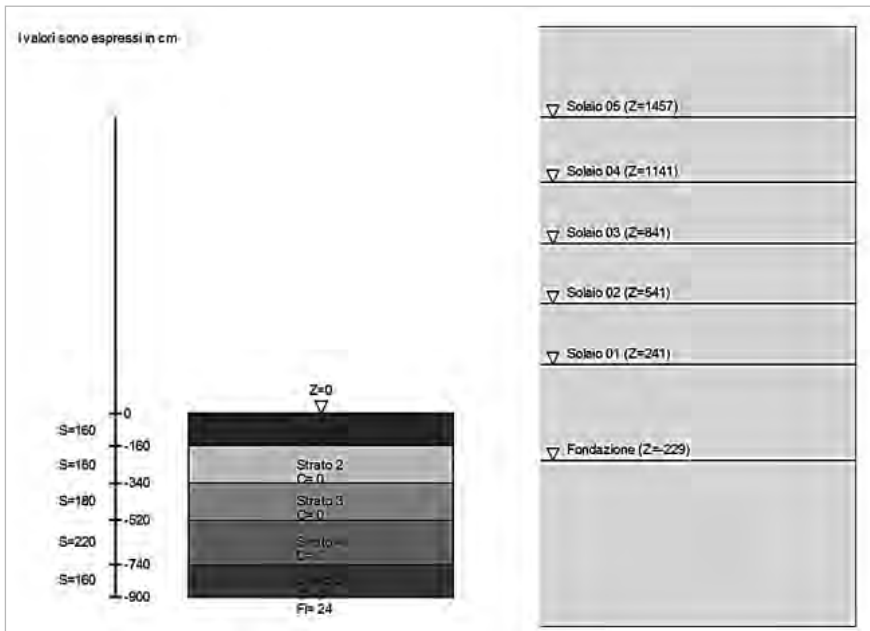 I valori sono espressi in cm
Solaio 05 (Z=1457)
Solaio 04 (Z=1141)
Solaio 03 (Z=841)
Solaio 02 (Z=541)
Solaio 01 (Z=241)
Z=0
0
S=160
-160
S=180
Strato 2
C= 0
-340
S=180
Strato 3
C= 0
-520
S=220
Strato
C=
-740
S=160
-900
Fi= 24
Fondazione (Z=-229)